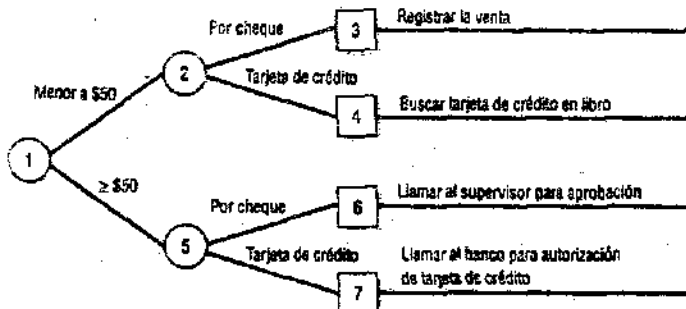 Por cheque
3
Registrar la venta
2
Menor a $50
Tarjeta de crédito
4
Buscar tarjeta de crédito en libro
1
≥ $50
Por cheque
6
Llamar al supervisor para aprobación
5
Tarjeta de crédito
7
Llamar al banco para autorización
de tarjeta de crédito